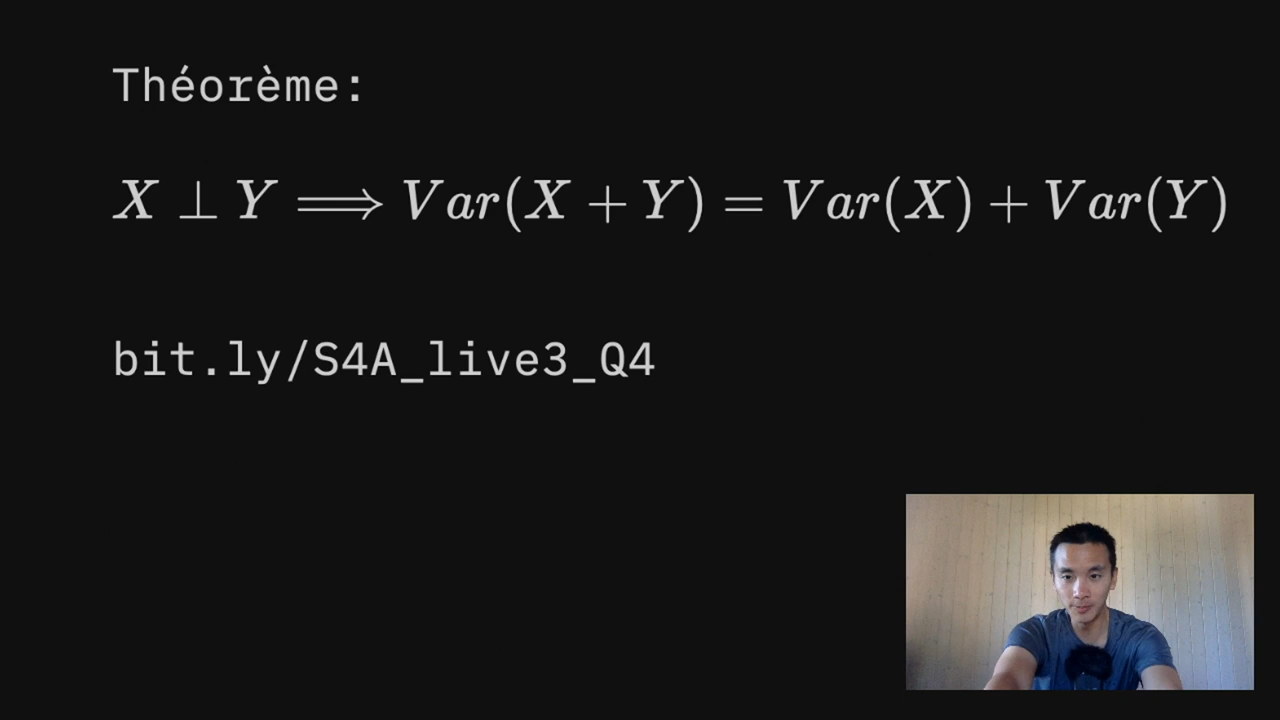 Théorème:
X ⊥ Y ⟹ Var(X + Y) = Var(X) + Var(Y)
bit.ly/S4A_live3_Q4